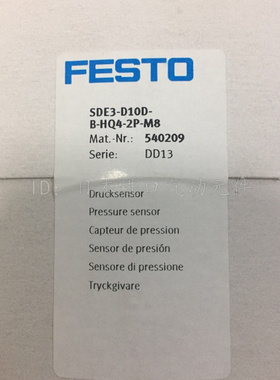 FESTO
SDE3-D10D-
B-HQ4-2P-M8
Mat.-Nr.: 540209
Serie: DD13
Drucksensor
Pressure sensor
Capteur de pression
Sensor de presión
Sensore di pressione
Tryckgivare